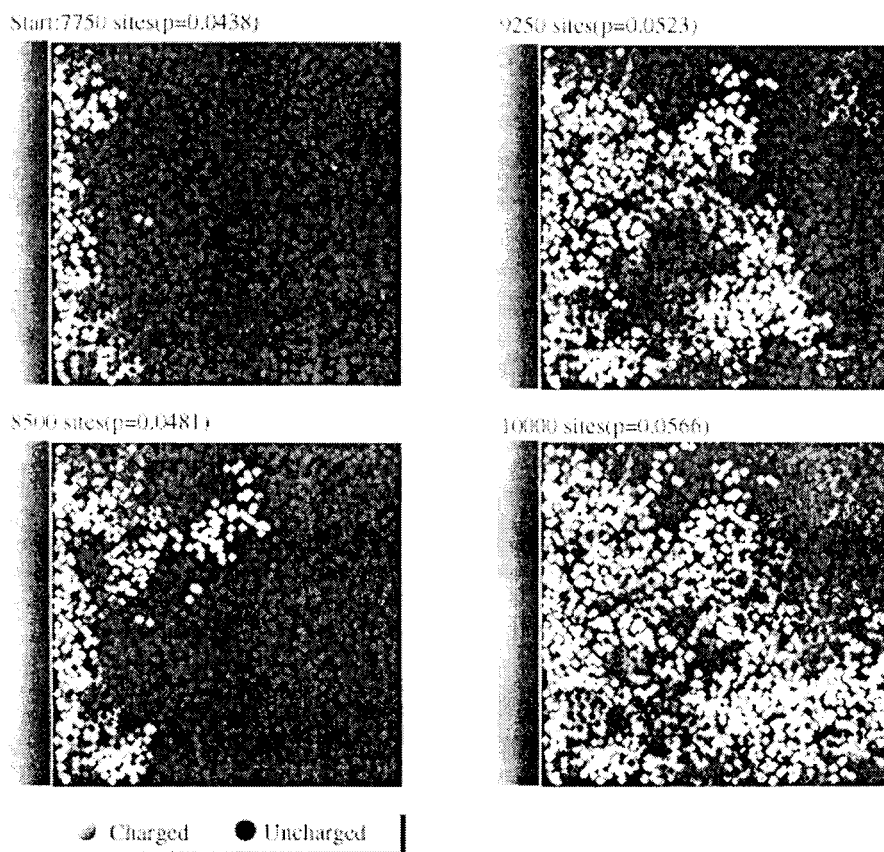 Start:7750 sites(p=0.0438)
9250 sites(p=0.0523)
8500 sites(p=0.0481)
10000 sites(p=0.0566)
Charged Uncharged